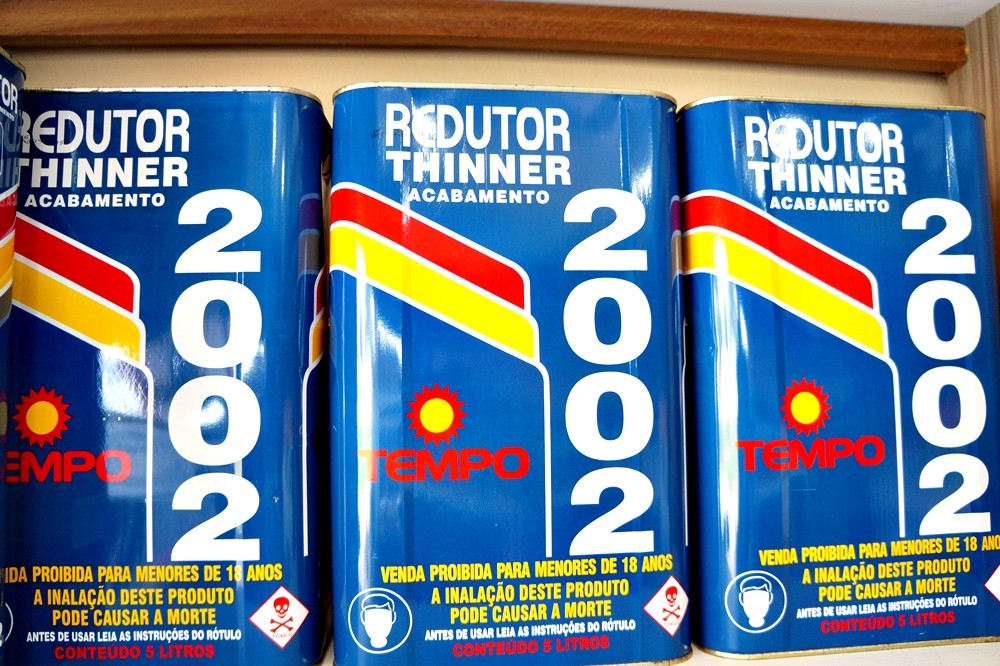 REDUTOR
THINNER
ACABAMENTO
2002
TEMPO
PROIBIDA PARA MENORES DE 18 ANOS
A INALAÇÃO DESTE PRODUTO
PODE CAUSAR A MORTE
ANTES DE USAR LEIA AS INSTRUÇÕES DO RÓTULO
CONTEÚDO 5 LITROS
REDUTOR
THINNER
ACABAMENTO
2002
TEMPO
VENDA PROIBIDA PARA MENORES DE 18 ANOS
A INALAÇÃO DESTE PRODUTO
PODE CAUSAR A MORTE
ANTES DE USAR LEIA AS INSTRUÇÕES DO RÓTULO
CONTEÚDO 5 LITROS
REDUTOR
THINNER
ACABAMENTO
2002
TEMPO
VENDA PROIBIDA PARA MENORES DE 18 ANOS
A INALAÇÃO DESTE PRODUTO
PODE CAUSAR A MORTE
ANTES DE USAR LEIA AS INSTRUÇÕES DO RÓTULO
CONTEÚDO 5 LITROS